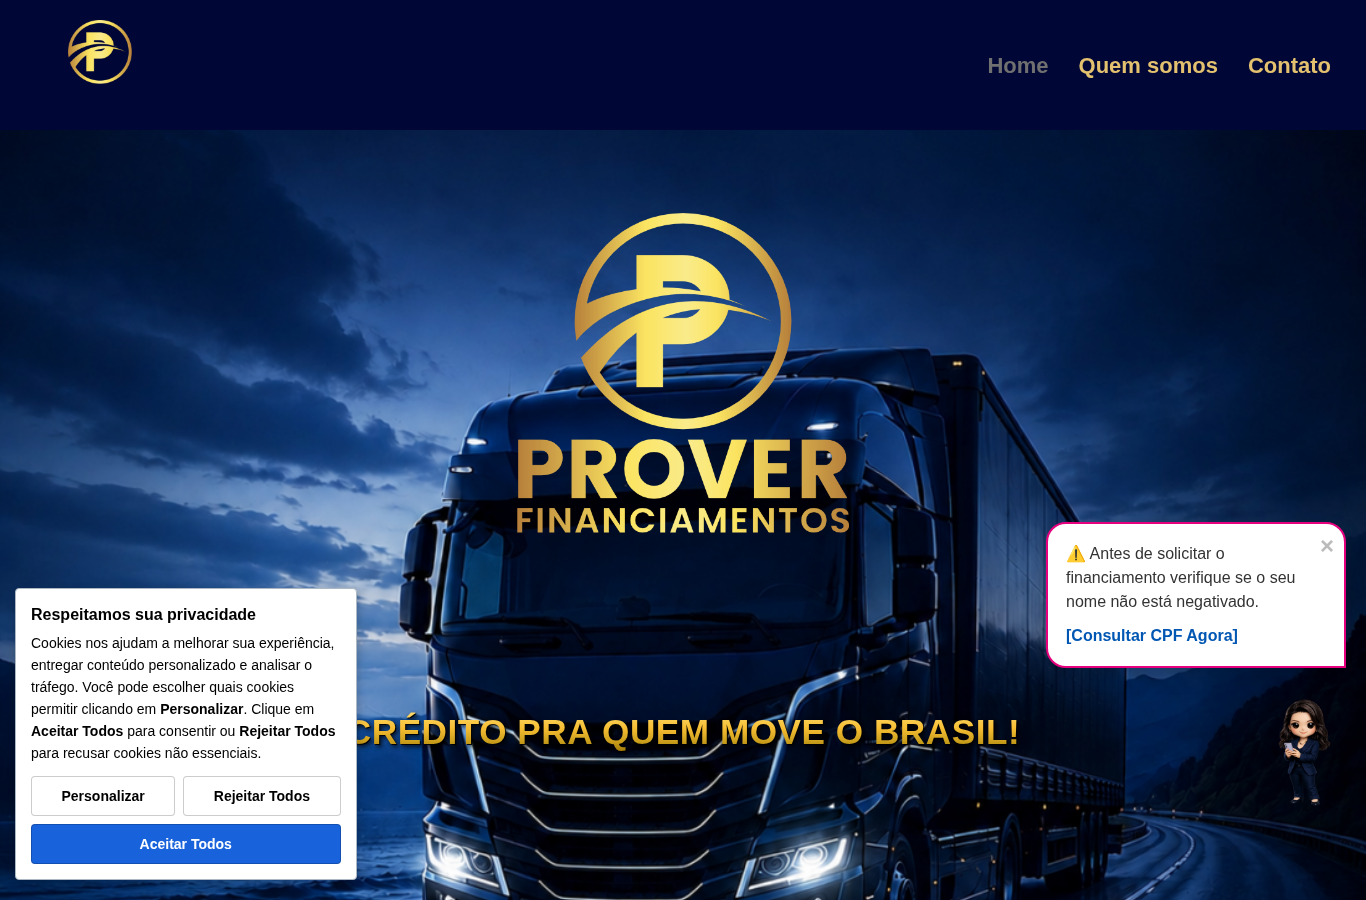 Home Quem somos Contato
PROVER
FINANCIAMENTOS
⚠️ Antes de solicitar o
financiamento verifique se o seu
nome não está negativado.
[Consultar CPF Agora]
×
CRÉDITO PRA QUEM MOVE O BRASIL!
Respeitamos sua privacidade
Cookies nos ajudam a melhorar sua experiência,
entregar conteúdo personalizado e analisar o
tráfego. Você pode escolher quais cookies
permitir clicando em Personalizar. Clique em
Aceitar Todos para consentir ou Rejeitar Todos
para recusar cookies não essenciais.
Personalizar Rejeitar Todos
Aceitar Todos